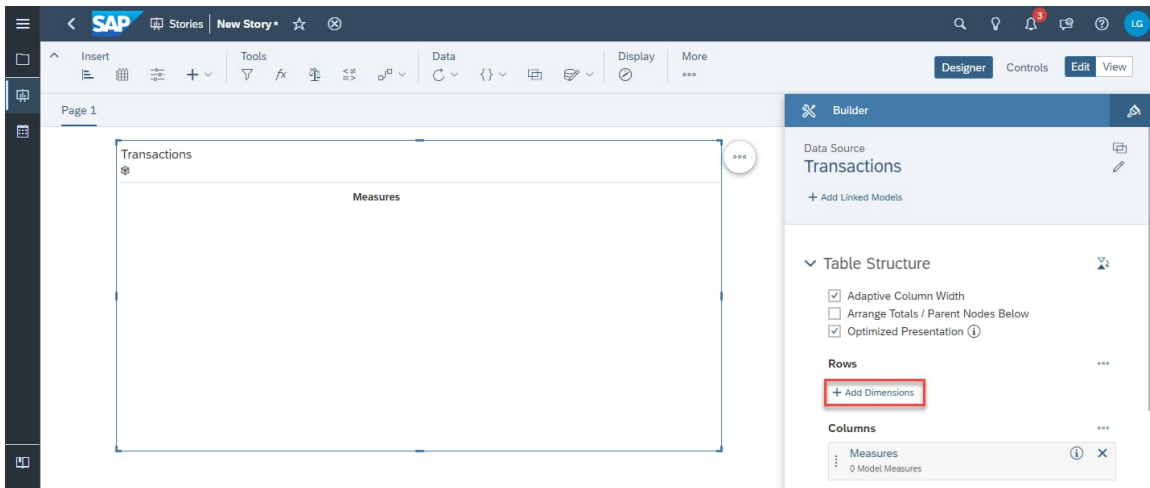 SAP Stories New Story*
3
LG
Insert
Tools
Data
Display
More
Designer Controls Edit View
Page 1
Builder
Transactions
Measures
Data Source
Transactions
+ Add Linked Models
Table Structure
Adaptive Column Width
Arrange Totals / Parent Nodes Below
Optimized Presentation
Rows
+ Add Dimensions
Columns
Measures
0 Model Measures